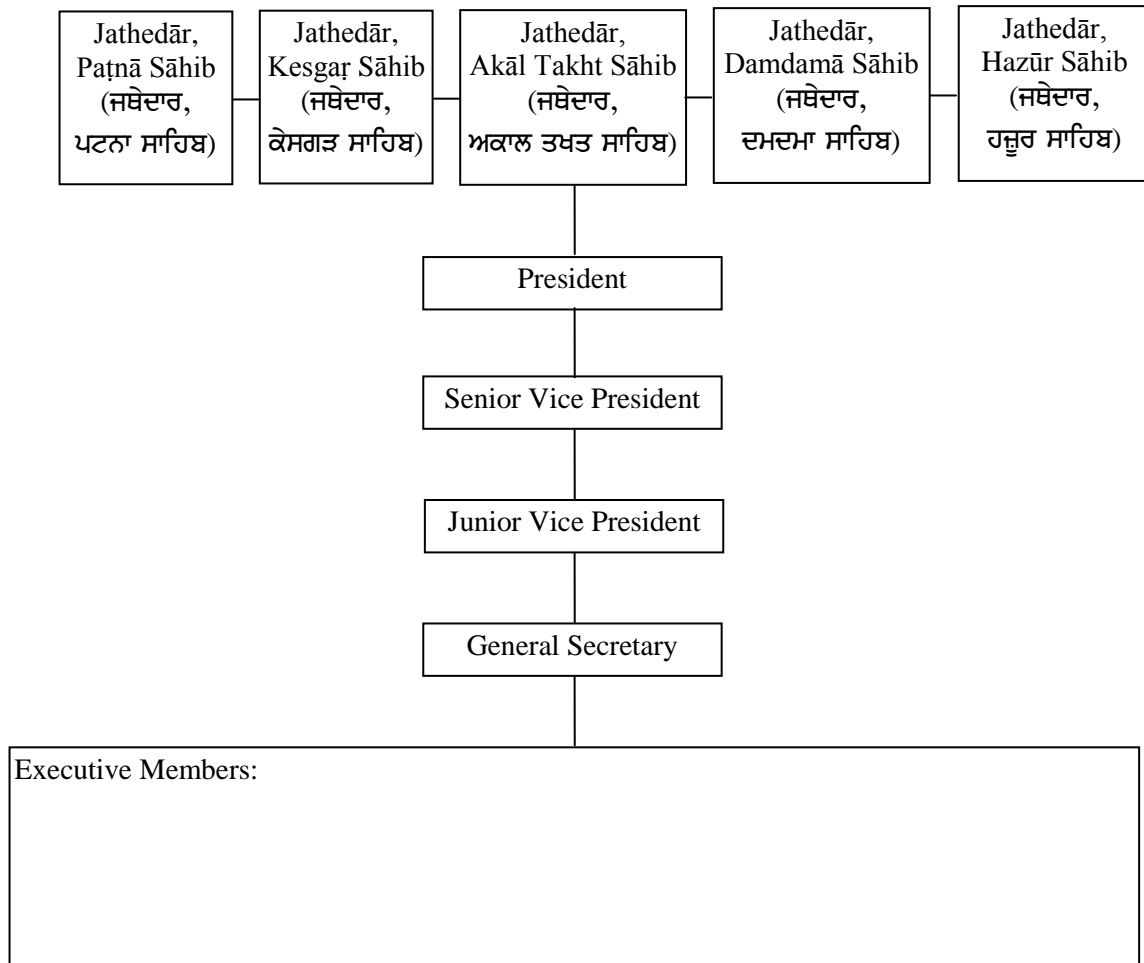 Jathedār,
Paṭnā Sāhib
(ਜਥੇਦਾਰ,
ਪਟਨਾ ਸਾਹਿਬ)
Jathedār,
Kesgaṛ Sāhib
(ਜਥੇਦਾਰ,
ਕੇਸਗੜ ਸਾਹਿਬ)
Jathedār,
Akāl Takht Sāhib
(ਜਥੇਦਾਰ,
ਅਕਾਲ ਤਖਤ ਸਾਹਿਬ)
Jathedār,
Damdamā Sāhib
(ਜਥੇਦਾਰ,
ਦਮਦਮਾ ਸਾਹਿਬ)
Jathedār,
Hazūr Sāhib
(ਜਥੇਦਾਰ,
ਹਜ਼ੂਰ ਸਾਹਿਬ)
President
Senior Vice President
Junior Vice President
General Secretary
Executive Members: